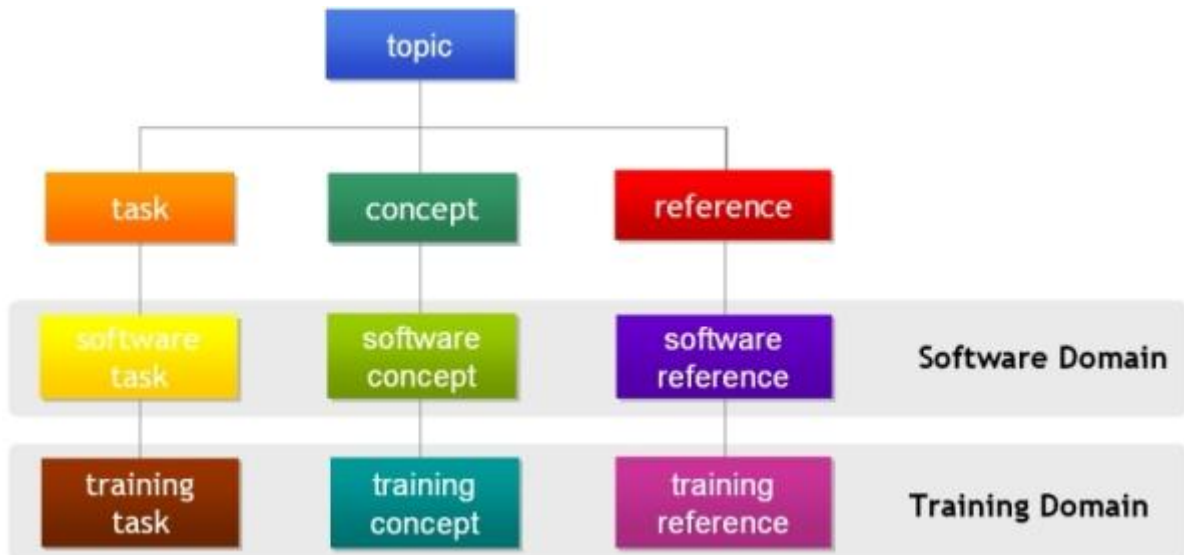 topic
task
concept
reference
software
task
software
concept
software
reference
Software Domain
training
task
training
concept
training
reference
Training Domain